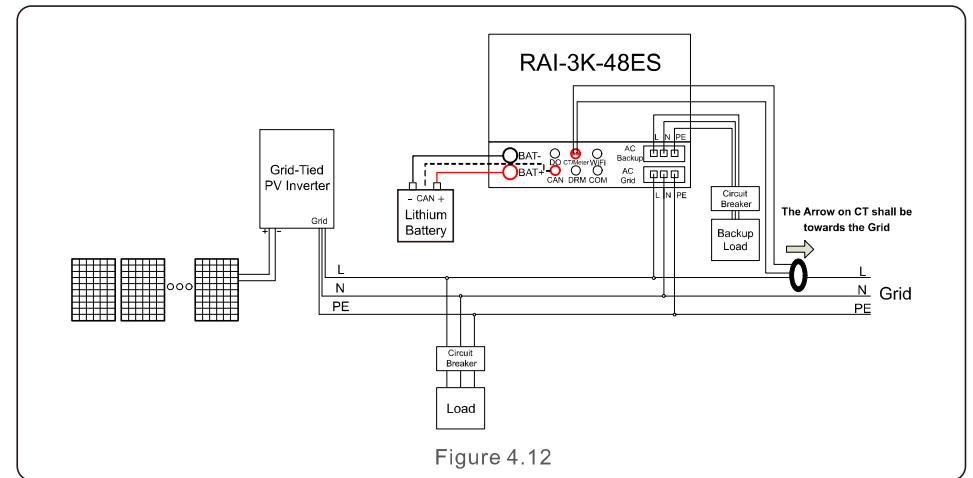 RAI-3K-48ES
Grid-Tied
PV Inverter
Grid
+ -
BAT-
BAT+
DO CT/Meter WiFi
CAN DRM COM
AC
Backup
AC
Grid
L N PE
L N PE
- CAN +
Lithium
Battery
Circuit
Breaker
Backup
Load
The Arrow on CT shall be
towards the Grid
L
N
PE
L
N
PE
Grid
Circuit
Breaker
Load
Figure 4.12